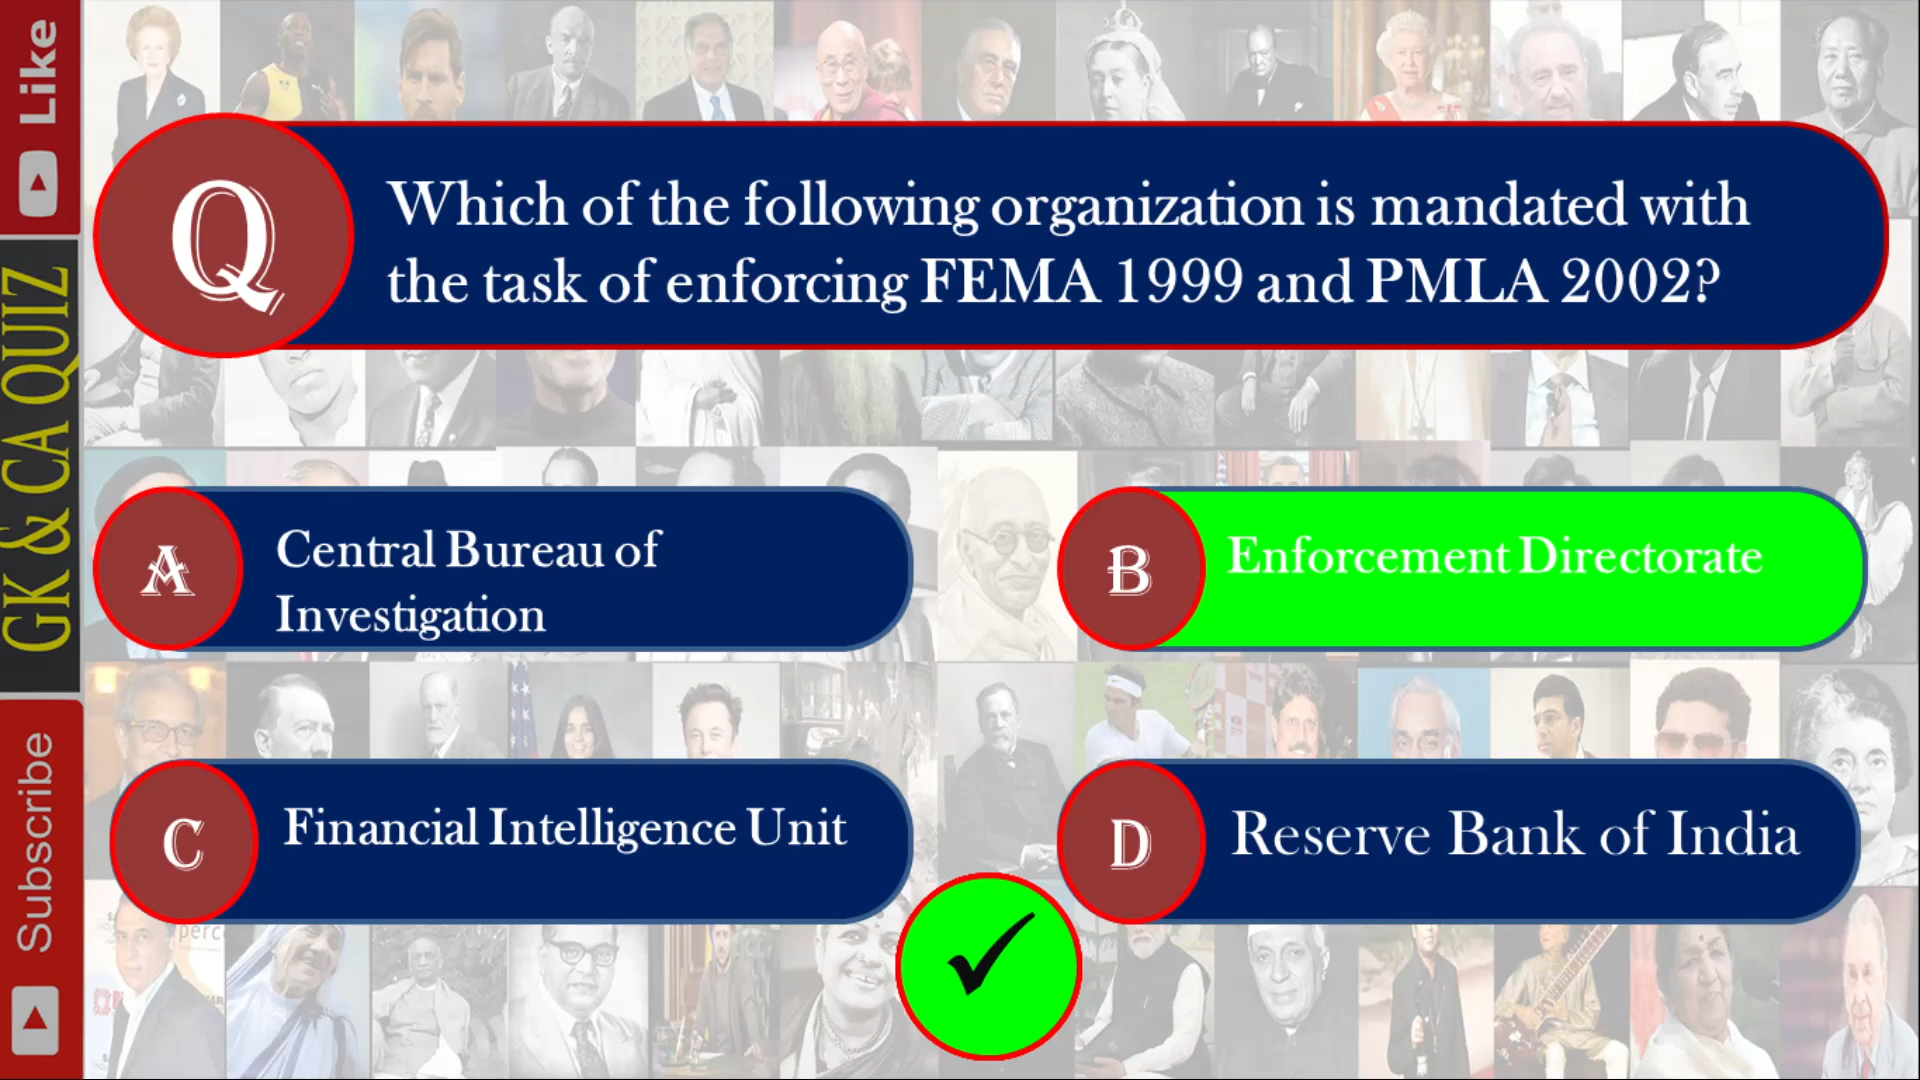 Like
GK & CA QUIZ
Subscribe
Q
Which of the following organization is mandated with
the task of enforcing FEMA 1999 and PMLA 2002?
A
Central Bureau of
Investigation
B
Enforcement Directorate
C
Financial Intelligence Unit
D
Reserve Bank of India
perc